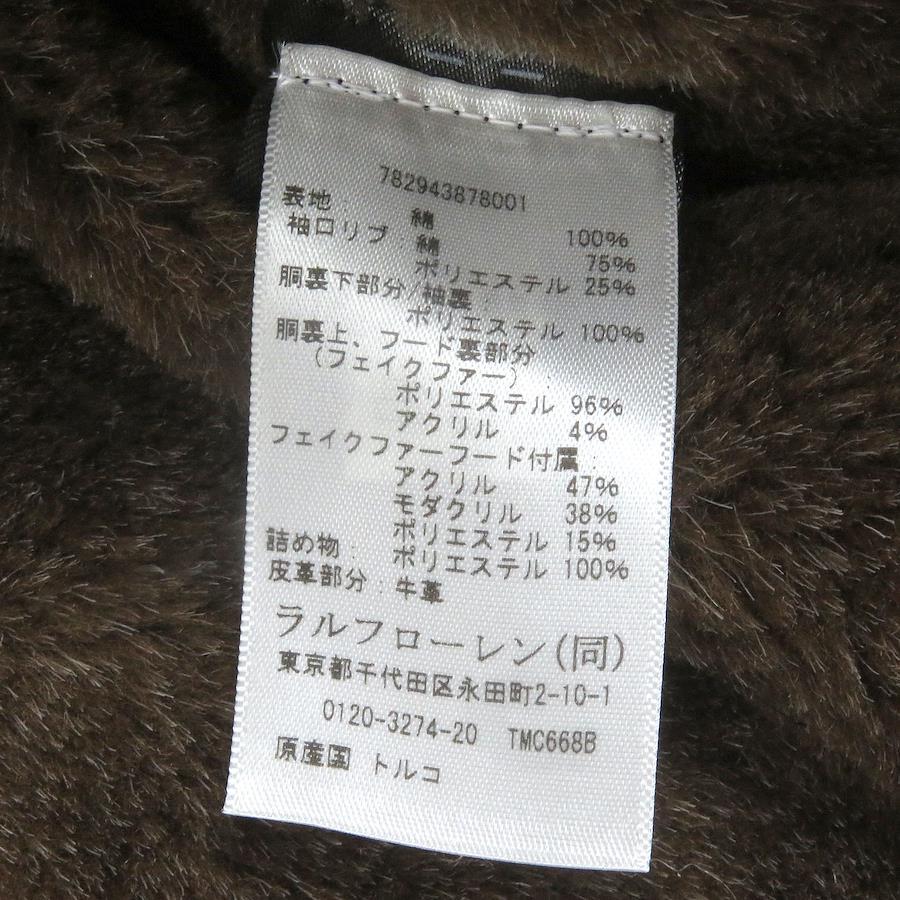 782943878001
表地 綿 100%
袖口リブ:綿 75%
ポリエステル 25%
胴裏下部分/袖裏
ポリエステル 100%
胴裏上、フード裏部分
(フェイクファー):
ポリエステル 96%
アクリル 4%
フェイクファーフード付属:
アクリル 47%
モダクリル 38%
ポリエステル 15%
詰め物: ポリエステル 100%
皮革部分:牛革
ラルフローレン(同)
東京都千代田区永田町2-10-1
0120-3274-20 TMC668B
原産国 トルコ